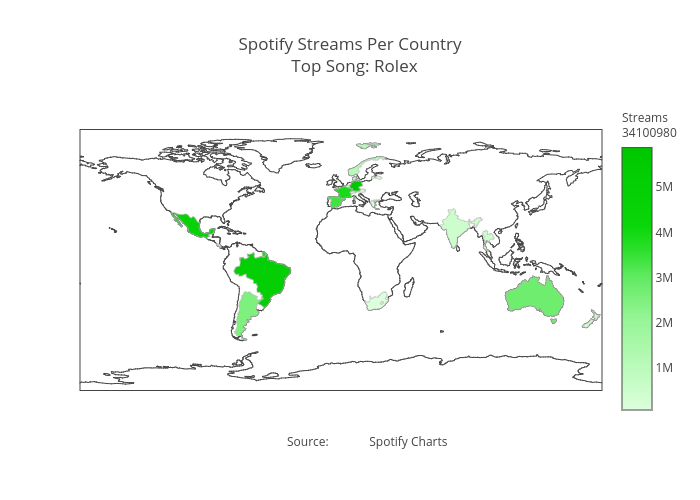 Spotify Streams Per Country
Top Song: Rolex
Streams
34100980
5M
4M
3M
2M
1M
Source: Spotify Charts